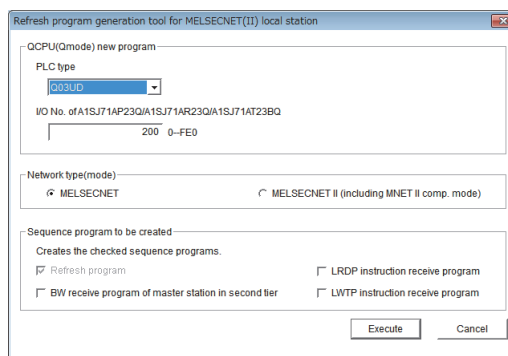 Refresh program generation tool for MELSECNET(II) local station
QCPU(Qmode) new program
PLC type
Q03UD
I/O No. of A1SJ71AP23Q/A1SJ71AR23Q/A1SJ71AT23BQ
200 0--FE0
Network type(mode)
MELSECNET MELSECNET II (including MNET II comp. mode)
Sequence program to be created
Creates the checked sequence programs.
Refresh program LRDP instruction receive program
BW receive program of master station in second tier LWTP instruction receive program
Execute Cancel